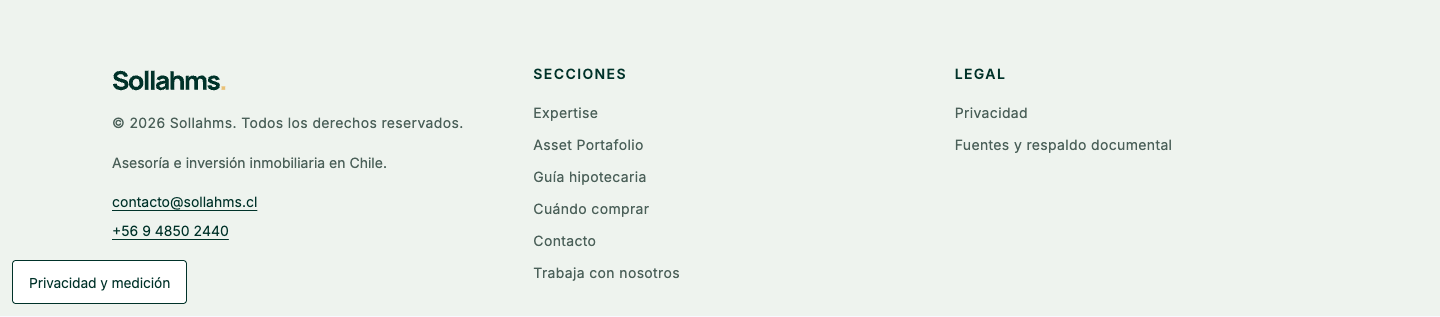 Sollahms.
© 2026 Sollahms. Todos los derechos reservados.
Asesoría e inversión inmobiliaria en Chile.
contacto@sollahms.cl
+56 9 4850 2440
Privacidad y medición
SECCIONES
Expertise
Asset Portafolio
Guía hipotecaria
Cuándo comprar
Contacto
Trabaja con nosotros
LEGAL
Privacidad
Fuentes y respaldo documental